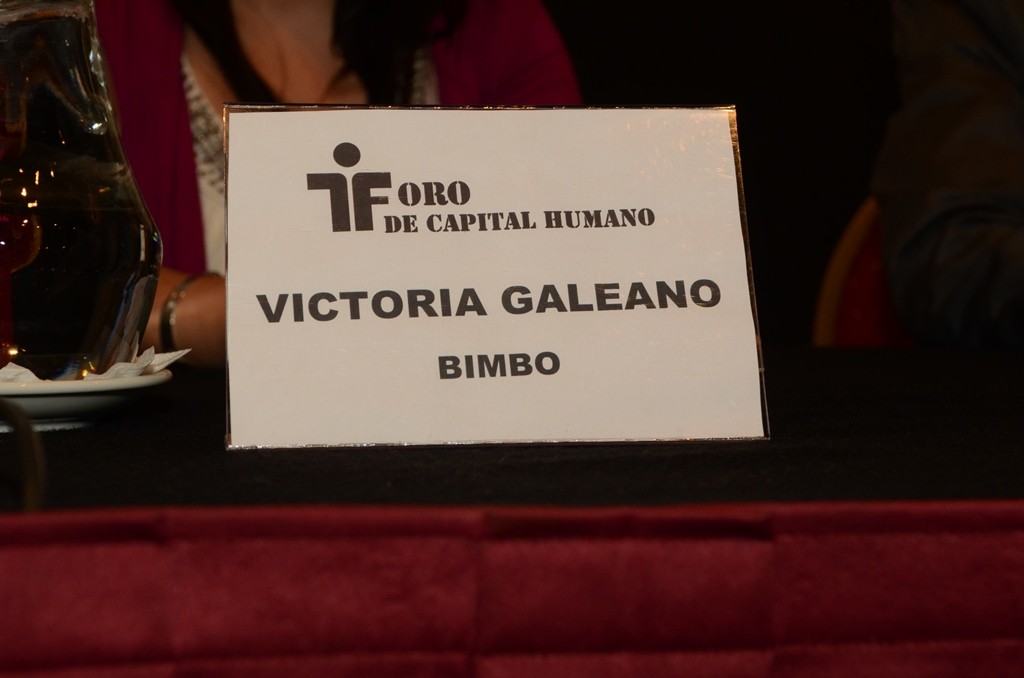 FORO
DE CAPITAL HUMANO
VICTORIA GALEANO
BIMBO